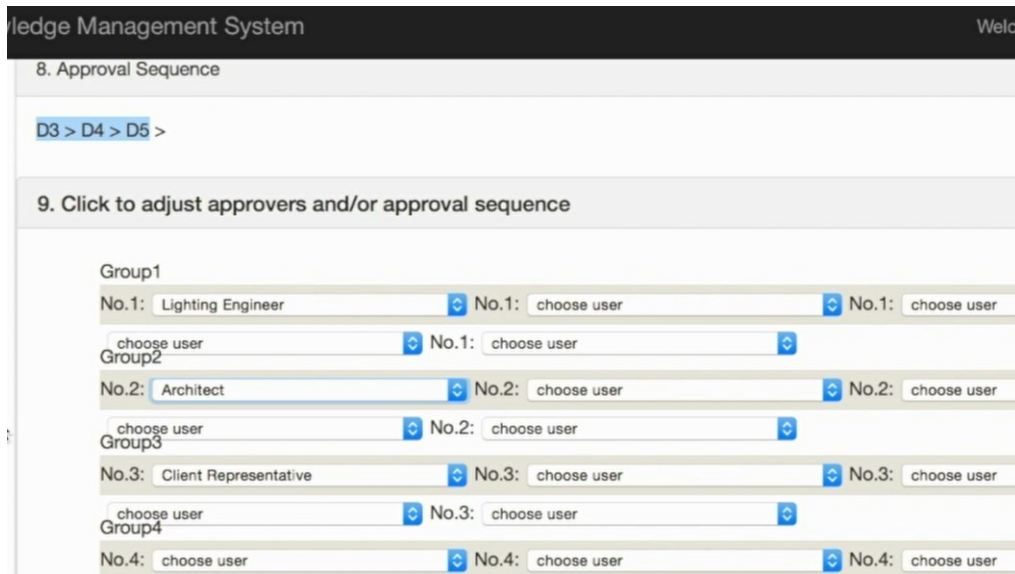 ledge Management System Welc
8. Approval Sequence
D3 > D4 > D5 >
9. Click to adjust approvers and/or approval sequence
Group1
No.1: Lighting Engineer No.1: choose user No.1: choose user
choose user No.1: choose user
Group2
No.2: Architect No.2: choose user No.2: choose user
choose user No.2: choose user
Group3
No.3: Client Representative No.3: choose user No.3: choose user
choose user No.3: choose user
Group4
No.4: choose user No.4: choose user No.4: choose user